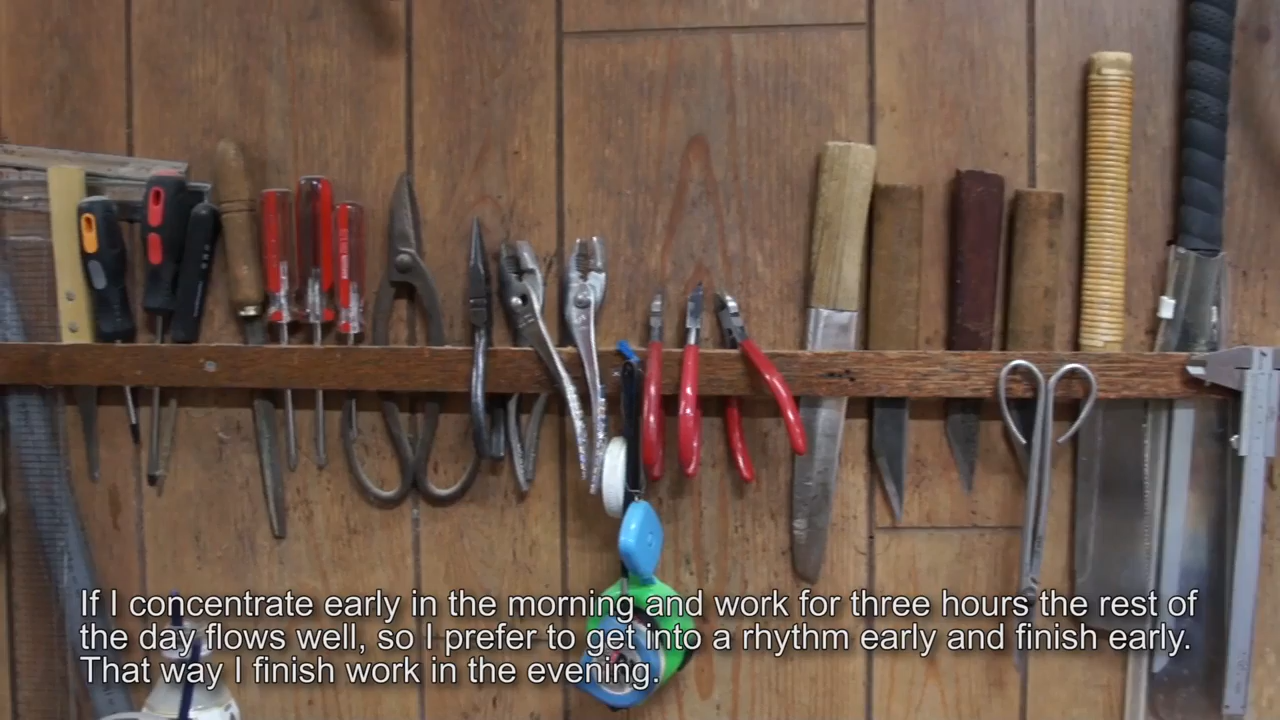 If I concentrate early in the morning and work for three hours the rest of
the day flows well, so I prefer to get into a rhythm early and finish early.
That way I finish work in the evening.